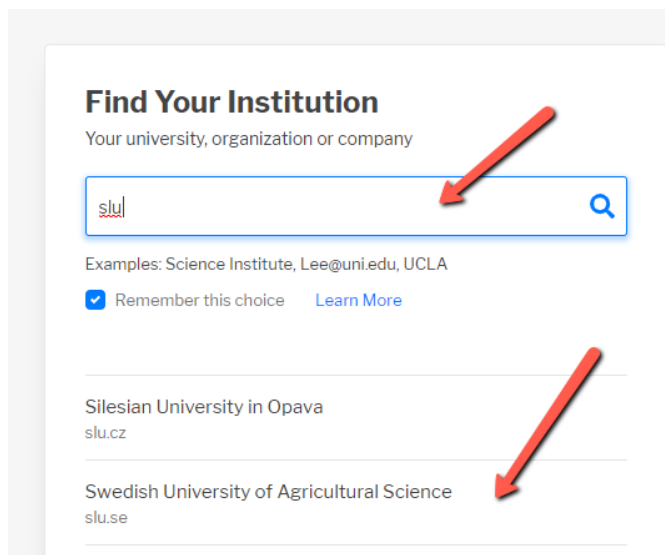 Find Your Institution
Your university, organization or company
slu
Examples: Science Institute, Lee@uni.edu, UCLA
Remember this choice Learn More
Silesian University in Opava
slu.cz
Swedish University of Agricultural Science
slu.se